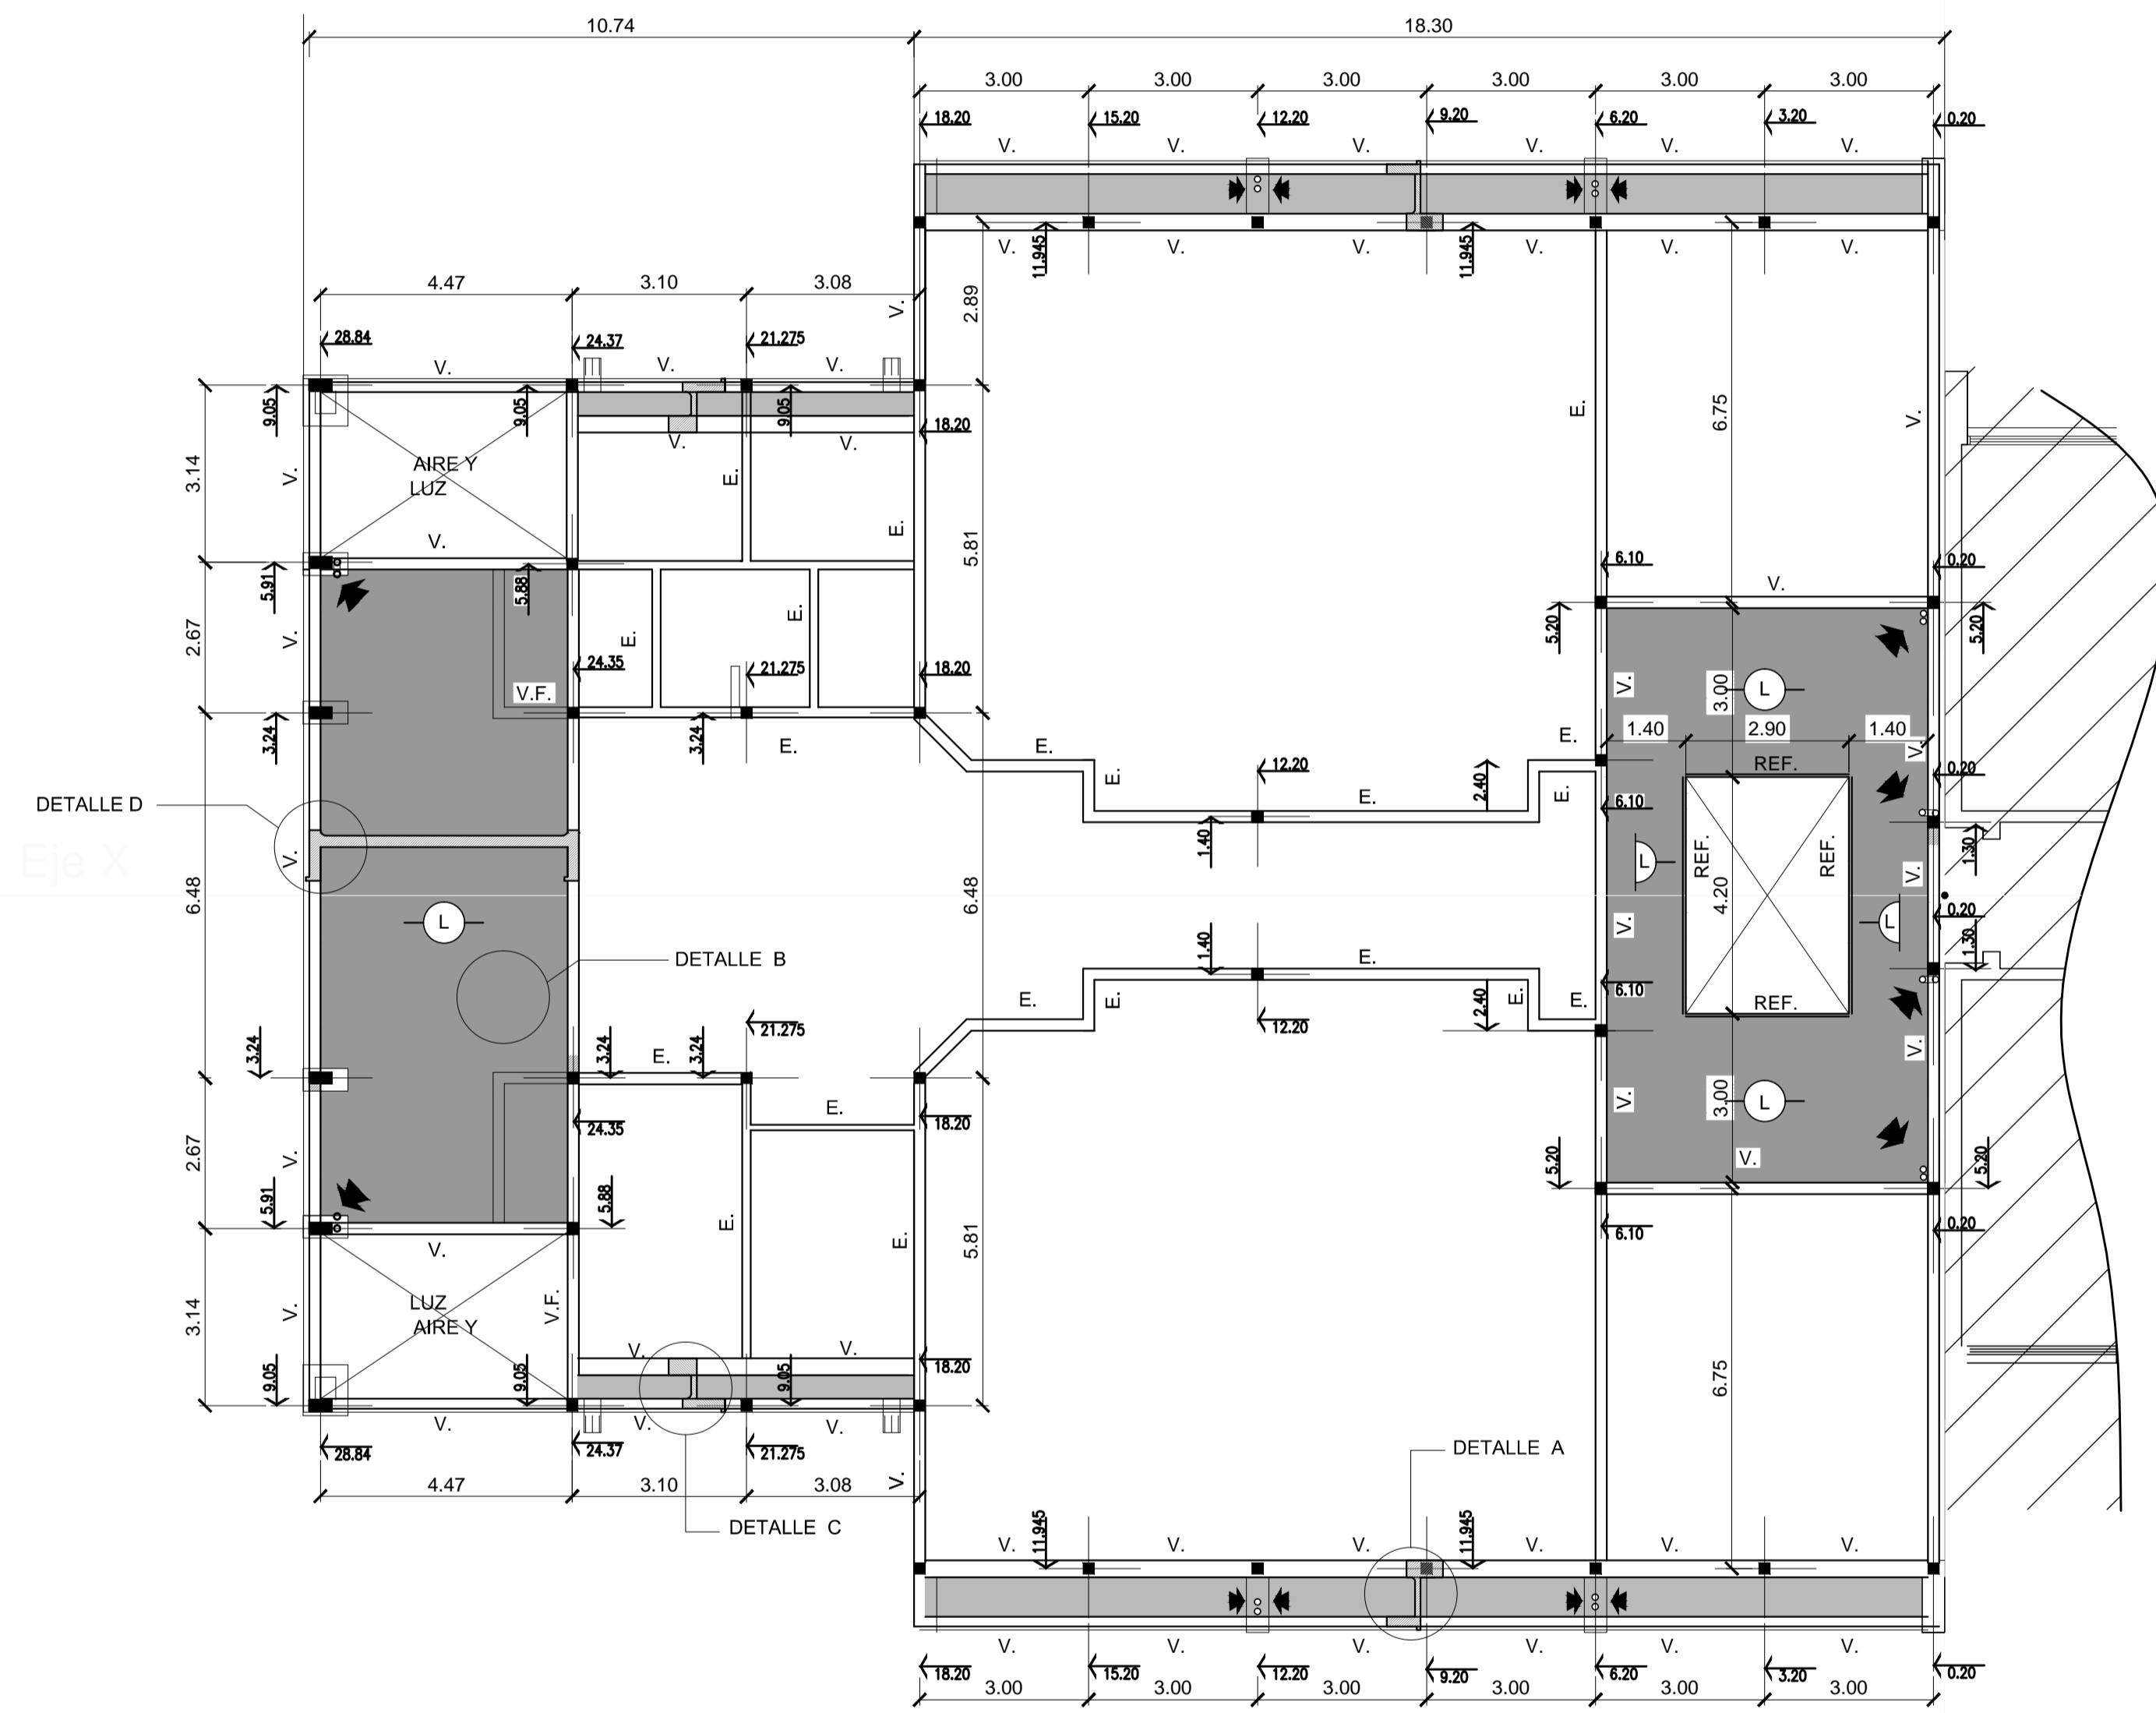 10.74
18.30
3.00
3.00
3.00
3.00
3.00
3.00
18.20
15.20
12.20
9.20
6.20
3.20
0.20
V.
V.
V.
V.
V.
V.
11.945
11.945
V.
V.
V.
V.
V.
V.
4.47
3.10
3.08
V.
2.89
28.84
24.37
21.275
V.
V.
V.
9.05
9.05
9.05
18.20
E.
6.75
V.
3.14
V.
AIRE Y
LUZ
V.
V.
E.
E.
V.
5.81
5.91
5.88
6.10
0.20
V.
2.67
V.
E.
E.
5.20
5.20
24.35
21.275
18.20
V.F.
V.
3.00
L
3.24
3.24
E.
E.
E.
1.40
2.90
1.40
V.
REF.
E.
12.20
2.40
E.
0.20
DETALLE D
E.
6.10
1.40
1.30
Eje X
V.
L
REF.
REF.
V.
6.48
6.48
4.20
L
L
V.
0.20
1.30
DETALLE B
1.40
E.
E.
E.
2.40
E.
E.
6.10
REF.
12.20
21.275
V.
3.24
3.24
3.24
E.
V.
3.00
L
E.
18.20
24.35
2.67
V.
5.20
V.
5.20
5.91
5.88
E.
E.
5.81
6.10
0.20
V.
3.14
V.
LUZ
AIRE Y
V.F.
V.
V.
18.20
6.75
9.05
9.05
9.05
V.
V.
V.
28.84
24.37
21.275
DETALLE A
4.47
3.10
3.08
V.
DETALLE C
11.945
11.945
V.
V.
V.
V.
V.
V.
V.
V.
V.
V.
V.
V.
18.20
15.20
12.20
9.20
6.20
3.20
0.20
3.00
3.00
3.00
3.00
3.00
3.00